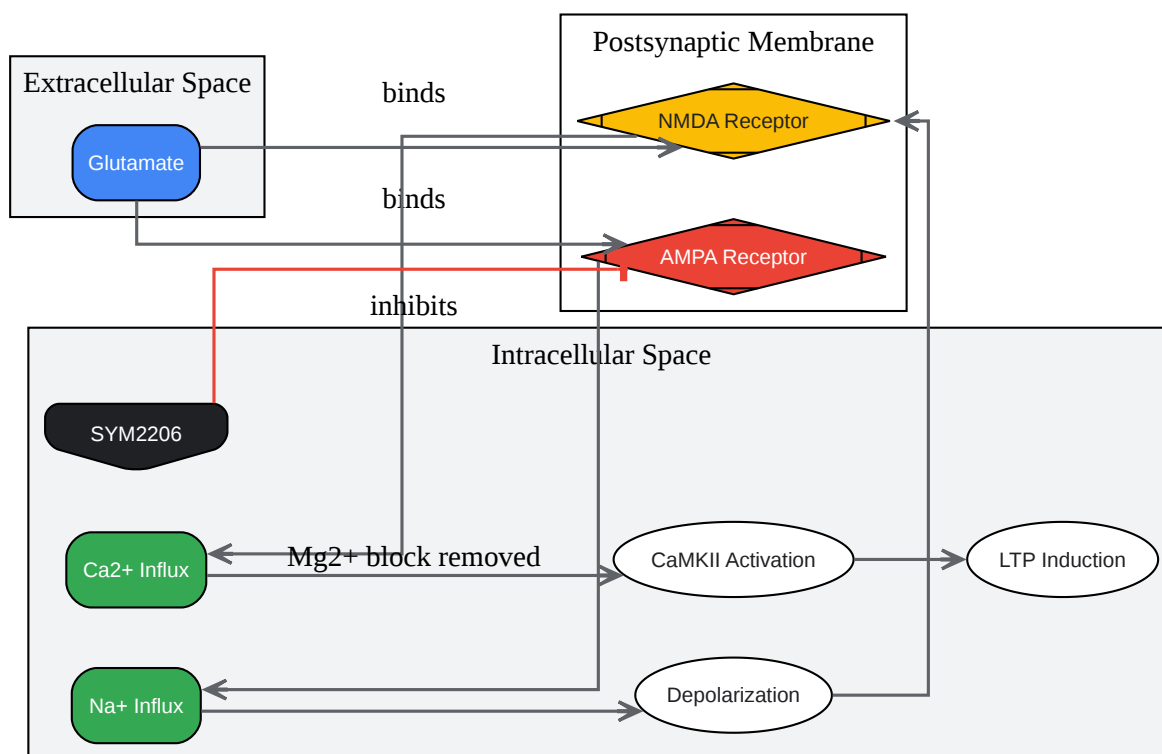 Postsynaptic Membrane
Extracellular Space
binds
NMDA Receptor
Glutamate
binds
AMPA Receptor
inhibits
Intracellular Space
SYM2206
Ca2+ Influx
Mg2+ block removed
CaMKII Activation
LTP Induction
Na+ Influx
Depolarization